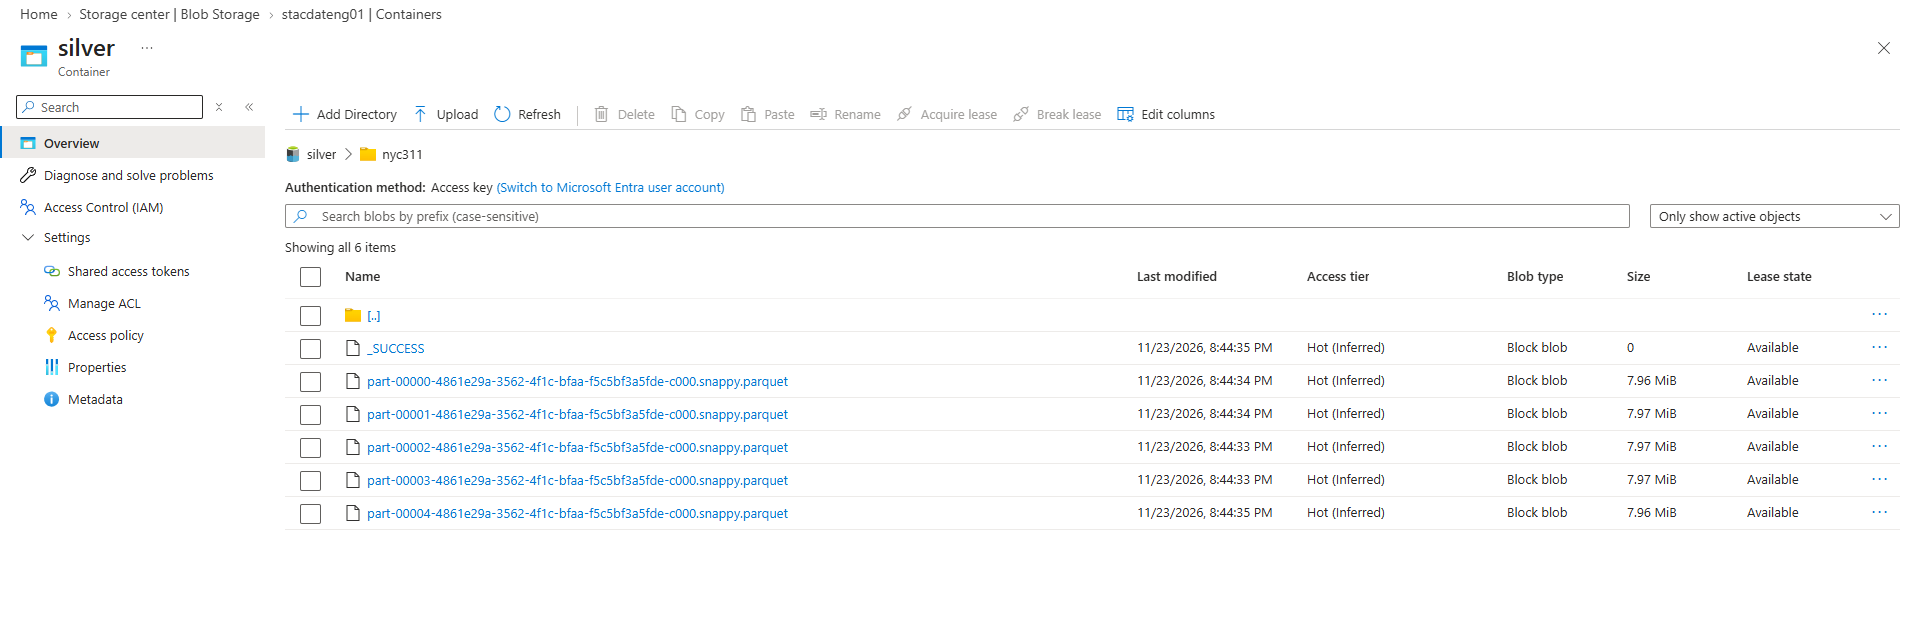 Home > Storage center | Blob Storage > stacdateng01 | Containers
silver ...
Container
Search
Overview
Diagnose and solve problems
Access Control (IAM)
Settings
Shared access tokens
Manage ACL
Access policy
Properties
Metadata
Add Directory Upload Refresh Delete Copy Paste Rename Acquire lease Break lease Edit columns
silver > nyc311
Authentication method: Access key (Switch to Microsoft Entra user account)
Search blobs by prefix (case-sensitive) Only show active objects
Showing all 6 items
Name Last modified Access tier Blob type Size Lease state
[..] ...
_SUCCESS 11/23/2026, 8:44:35 PM Hot (Inferred) Block blob 0 Available ...
part-00000-4861e29a-3562-4f1c-bfaa-f5c5bf3a5fde-c000.snappy.parquet 11/23/2026, 8:44:34 PM Hot (Inferred) Block blob 7.96 MiB Available ...
part-00001-4861e29a-3562-4f1c-bfaa-f5c5bf3a5fde-c000.snappy.parquet 11/23/2026, 8:44:34 PM Hot (Inferred) Block blob 7.97 MiB Available ...
part-00002-4861e29a-3562-4f1c-bfaa-f5c5bf3a5fde-c000.snappy.parquet 11/23/2026, 8:44:33 PM Hot (Inferred) Block blob 7.97 MiB Available ...
part-00003-4861e29a-3562-4f1c-bfaa-f5c5bf3a5fde-c000.snappy.parquet 11/23/2026, 8:44:33 PM Hot (Inferred) Block blob 7.97 MiB Available ...
part-00004-4861e29a-3562-4f1c-bfaa-f5c5bf3a5fde-c000.snappy.parquet 11/23/2026, 8:44:35 PM Hot (Inferred) Block blob 7.96 MiB Available ...